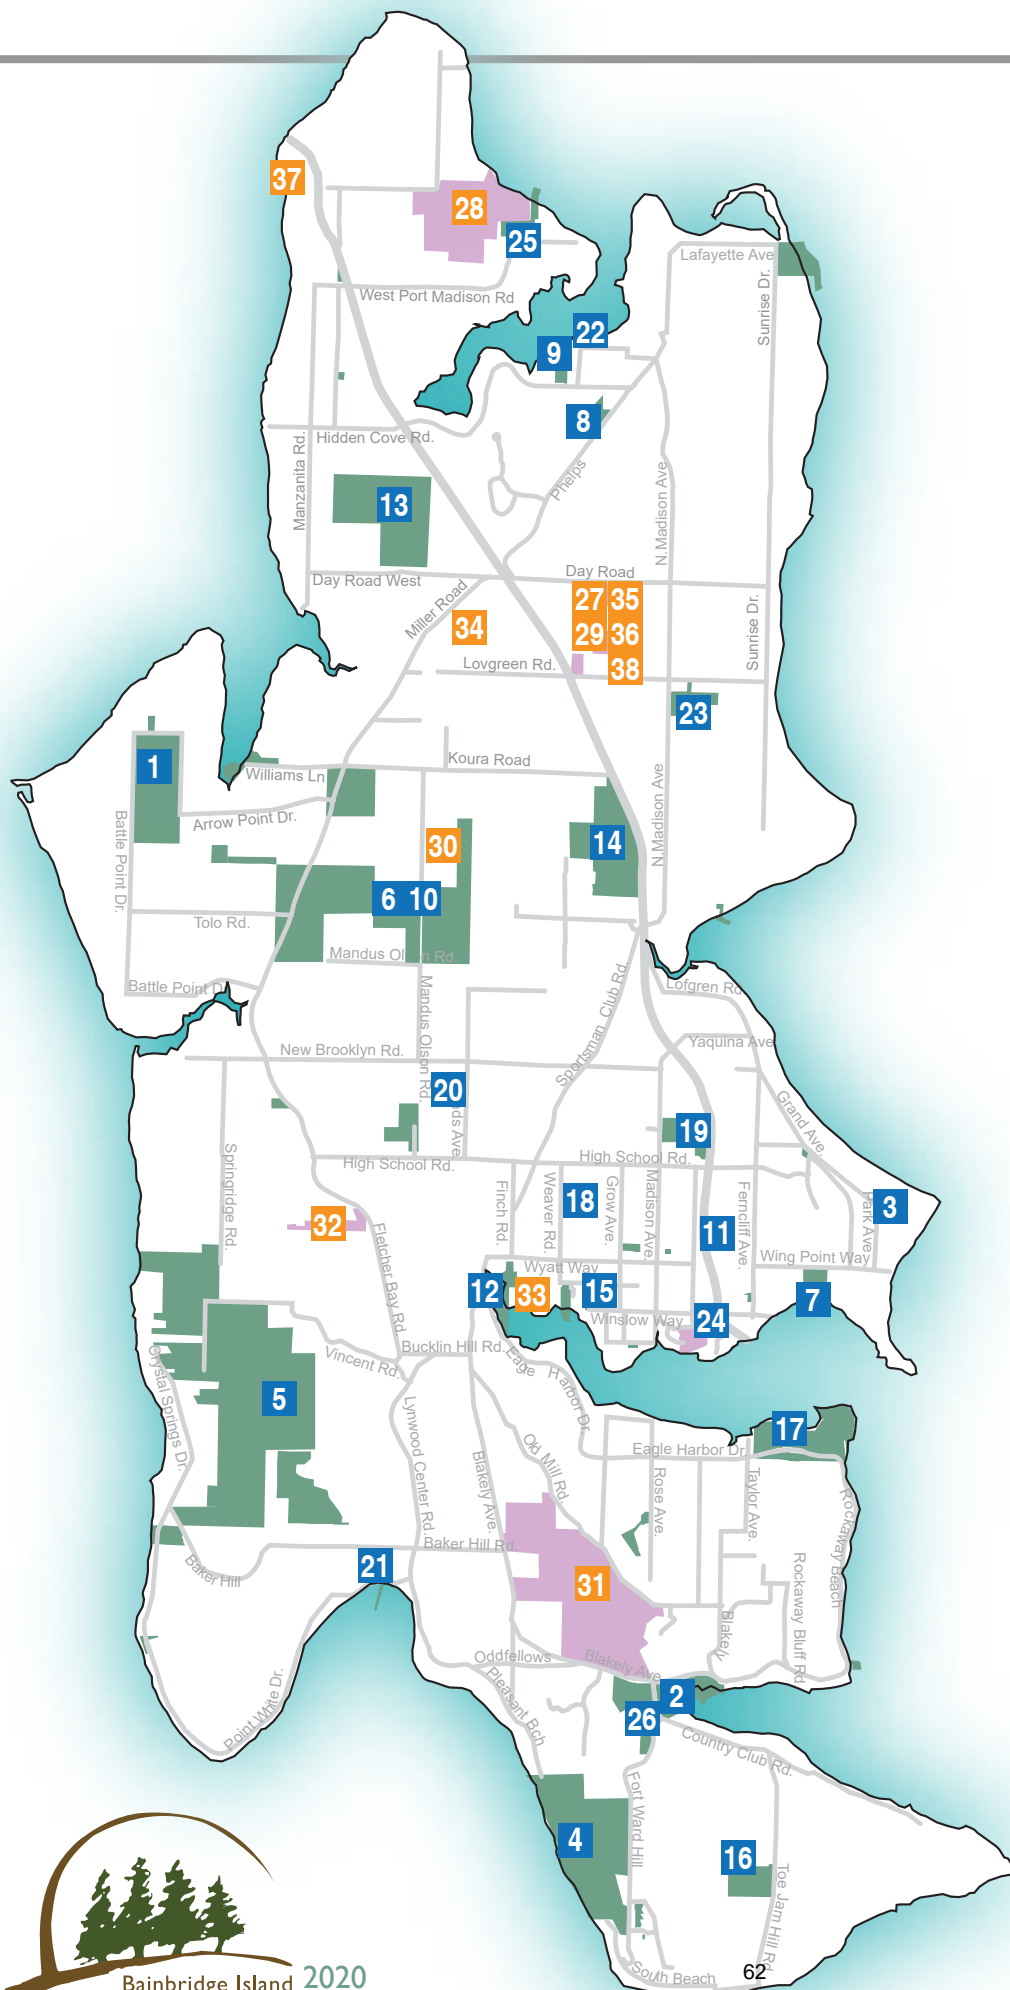 37
28
25
Lafayette Ave
Sunrise Dr.
West Port Madison Rd
22
9
8
Hidden Cove Rd.
Manzanita Rd.
13
Phelps
N.Madison Ave
Day Road West
Day Road
Miller Road
27 35
34
29 36
38
Lovgreen Rd.
Sunrise Dr.
23
1
Koura Road
Williams Ln
Arrow Point Dr.
Battle Point Dr.
30
14
N.Madison Ave
6 10
Tolo Rd.
Mandus Ol n Rd.
Battle Point D
Mandus Olson Rd.
Sportsman Club Rd.
Lofgren Rd
Yaquina Ave
New Brooklyn Rd.
20
ds Ave
Grand Ave.
19
High School Rd.
High School Rd.
Springridge Rd.
Finch Rd.
Weaver Rd.
18
Grow Ave.
Madison Ave.
11
Ferncliff Ave.
Park Ave.
3
32
Fletcher Bay Rd.
Wing Point Way
Wyatt Way
12
33
15
7
Winslow Way
24
Bucklin Hill Rd.
Vincent Rd.
Eage Harbor Dr.
Crystal Springs Dr.
5
Lynwood Center Rd.
Blakely Ave.
Old Mill Rd.
17
Eagle Harbor Dr.
Rose Ave.
Taylor Ave.
Rockaway Beach
Baker Hill Rd.
21
Baker Hill
31
Rockaway Bluff Rd
Blakely
Oddfellows
Blakely Ave
Pleasant Bch
Point White Dr.
2
26
Country Club Rd.
Fort Ward Hill
4
16
Toe Jam Hill Rd.
South Beach
62
Bainbridge Island 2020